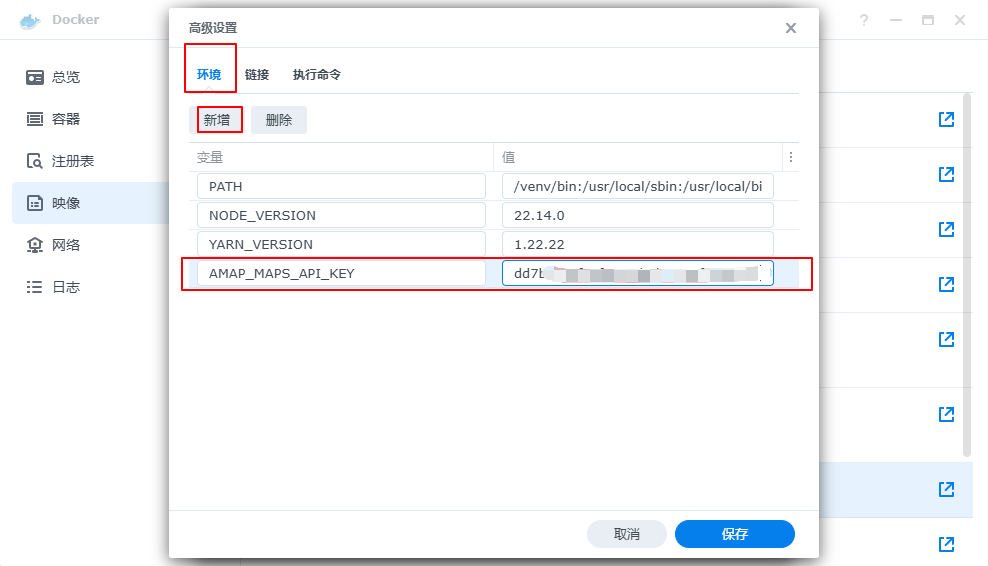 Docker
?
总览
容器
注册表
映像
网络
日志
高级设置
环境 链接 执行命令
新增 删除
变量 值
PATH /venv/bin:/usr/local/sbin:/usr/local/bi
NODE_VERSION 22.14.0
YARN_VERSION 1.22.22
AMAP_MAPS_API_KEY
取消 保存